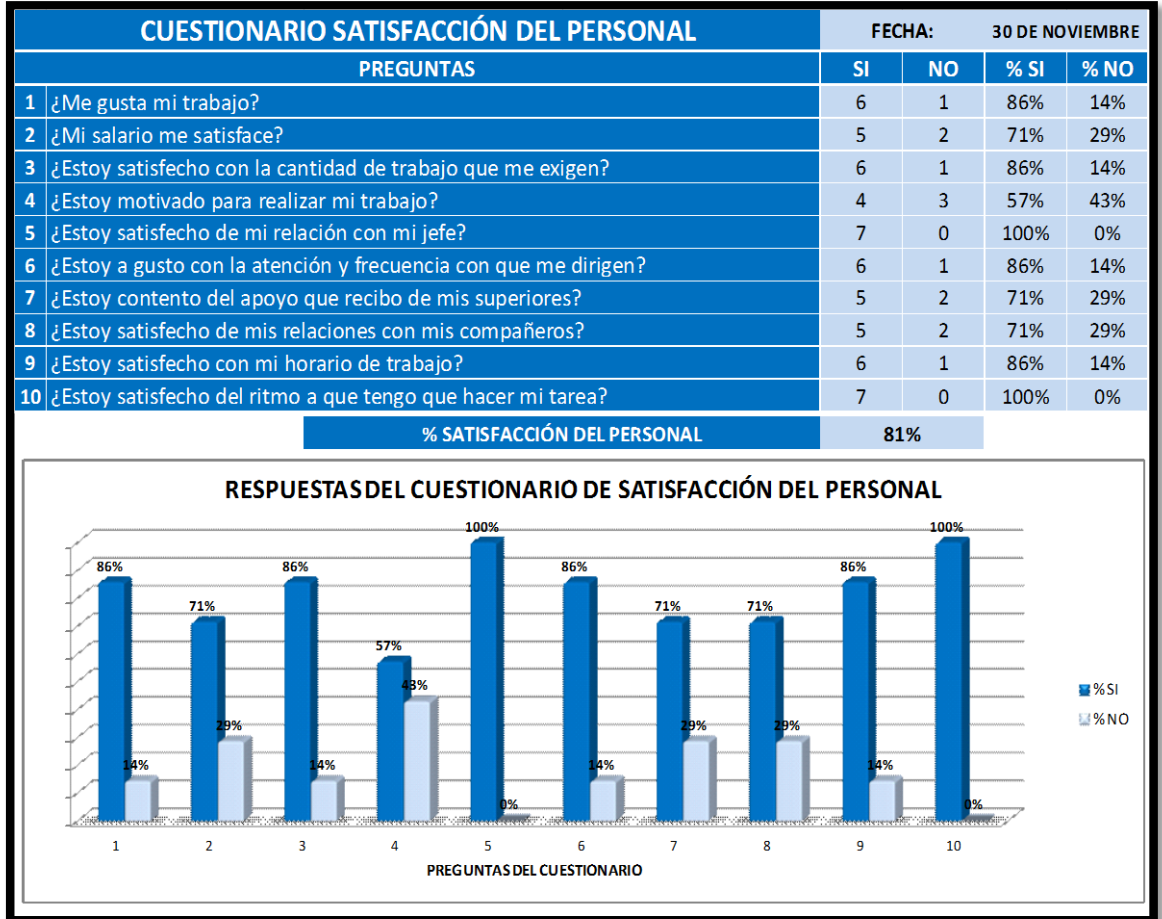 CUESTIONARIO SATISFACCIÓN DEL PERSONAL FECHA: 30 DE NOVIEMBRE
PREGUNTAS SI NO % SI % NO
1 ¿Me gusta mi trabajo? 6 1 86% 14%
2 ¿Mi salario me satisface? 5 2 71% 29%
3 ¿Estoy satisfecho con la cantidad de trabajo que me exigen? 6 1 86% 14%
4 ¿Estoy motivado para realizar mi trabajo? 4 3 57% 43%
5 ¿Estoy satisfecho de mi relación con mi jefe? 7 0 100% 0%
6 ¿Estoy a gusto con la atención y frecuencia con que me dirigen? 6 1 86% 14%
7 ¿Estoy contento del apoyo que recibo de mis superiores? 5 2 71% 29%
8 ¿Estoy satisfecho de mis relaciones con mis compañeros? 5 2 71% 29%
9 ¿Estoy satisfecho con mi horario de trabajo? 6 1 86% 14%
10 ¿Estoy satisfecho del ritmo a que tengo que hacer mi tarea? 7 0 100% 0%
% SATISFACCIÓN DEL PERSONAL 81%
RESPUESTAS DEL CUESTIONARIO DE SATISFACCIÓN DEL PERSONAL
100% 100%
86% 86% 86% 86%
71% 71% 71%
57%
43%
29% 29% 29%
14% 14% 14% 14%
0% 0%
%SI
%NO
1 2 3 4 5 6 7 8 9 10
PREGUNTAS DEL CUESTIONARIO